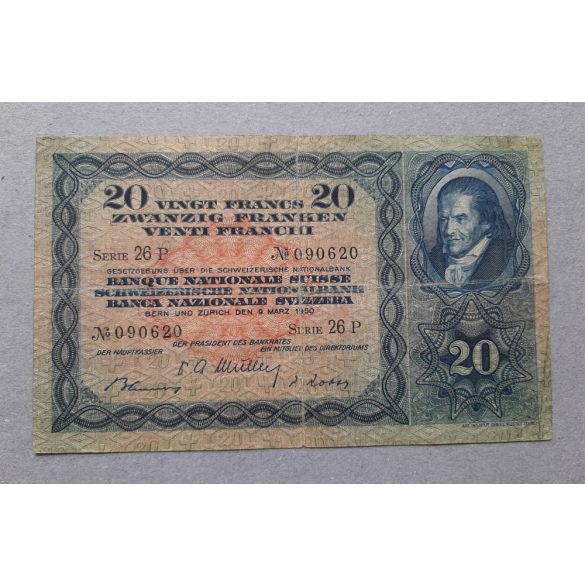 20 VINGT FRANCS 20
ZWANZIG FRANKEN
VENTI FRANCHI
SERIE 26 P № 090620
GESETZGEBUNG ÜBER DIE SCHWEIZERISCHE NATIONALBANK
BANQUE NATIONALE SUISSE
SCHWEIZERISCHE NATIONALBANK
BANCA NAZIONALE SVIZZERA
BERN UND ZÜRICH DEN 9. MÄRZ 1950
№ 090620 SERIE 26 P
DER PRÄSIDENT DES BANKRATES
DER HAUPTKASSIER EIN MITGLIED DES DIREKTORIUMS
20